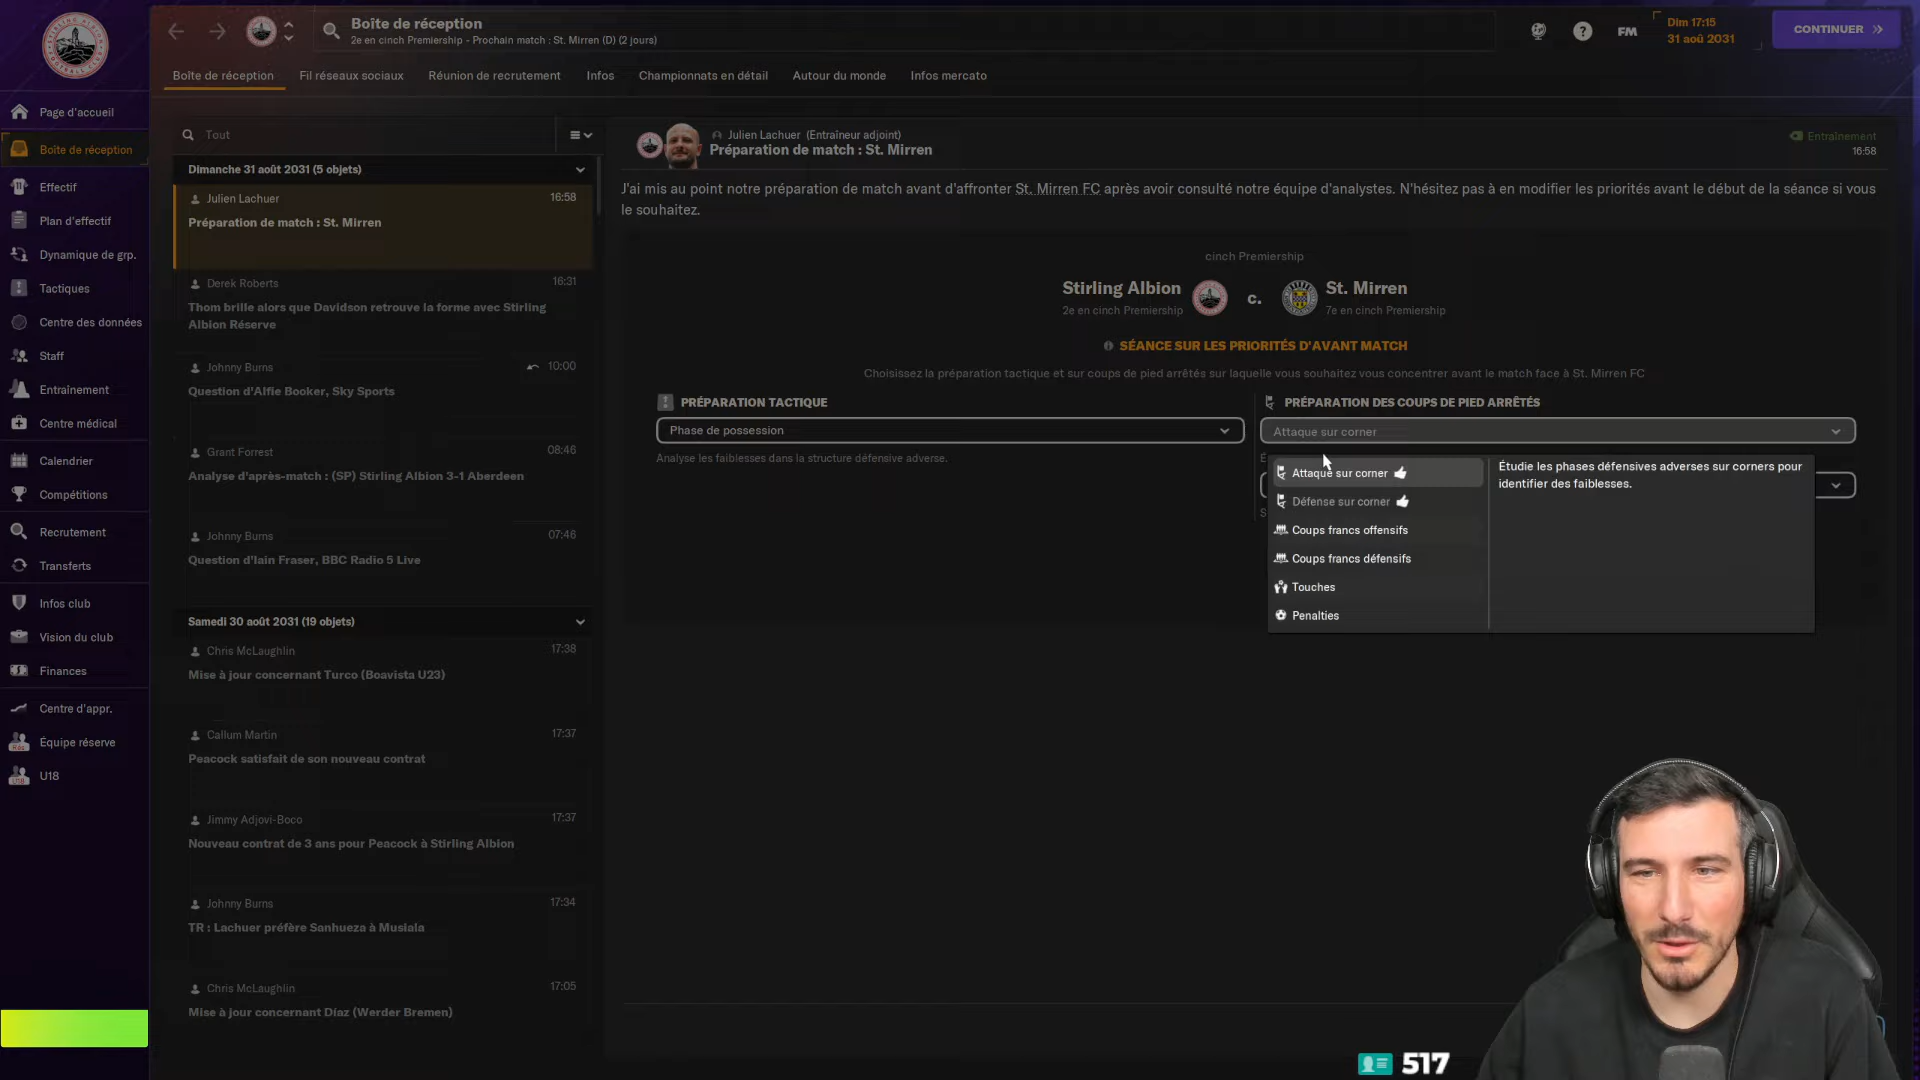 Boîte de réception
2e en cinch Premiership - Prochain match : St. Mirren (D) (2 jours)
FM
Dim 17:15
31 aoû 2031
CONTINUER
Boîte de réception
Fil réseaux sociaux
Réunion de recrutement
Infos
Championnats en détail
Autour du monde
Infos mercato
Page d'accueil
Boîte de réception
Effectif
Plan d'effectif
Dynamique de grp.
Tactiques
Centre des données
Staff
Entraînement
Centre médical
Calendrier
Compétitions
Recrutement
Transferts
Infos club
Vision du club
Finances
Centre d'appr.
Équipe réserve
U18
Tout
Dimanche 31 août 2031 (5 objets)
Julien Lachuer 16:58
Préparation de match : St. Mirren
Derek Roberts 16:31
Thom brille alors que Davidson retrouve la forme avec Stirling
Albion Réserve
Johnny Burns 10:00
Question d'Alfie Booker, Sky Sports
Grant Forrest 08:46
Analyse d'après-match : (SP) Stirling Albion 3-1 Aberdeen
Johnny Burns 07:46
Question d'Iain Fraser, BBC Radio 5 Live
Samedi 30 août 2031 (19 objets)
Chris McLaughlin 17:38
Mise à jour concernant Turco (Boavista U23)
Callum Martin 17:37
Peacock satisfait de son nouveau contrat
Jimmy Adjovi-Boco 17:37
Nouveau contrat de 3 ans pour Peacock à Stirling Albion
Johnny Burns 17:34
TR : Lachuer préfère Sanhueza à Musiala
Chris McLaughlin 17:05
Mise à jour concernant Díaz (Werder Bremen)
Julien Lachuer (Entraîneur adjoint)
Préparation de match : St. Mirren
Entraînement
16:58
J'ai mis au point notre préparation de match avant d'affronter St. Mirren FC après avoir consulté notre équipe d'analystes. N'hésitez pas à en modifier les priorités avant le début de la séance si vous
le souhaitez.
cinch Premiership
Stirling Albion c. St. Mirren
2e en cinch Premiership 7e en cinch Premiership
SÉANCE SUR LES PRIORITÉS D'AVANT MATCH
Choisissez la préparation tactique et sur coups de pied arrêtés sur laquelle vous souhaitez vous concentrer avant le match face à St. Mirren FC
PRÉPARATION TACTIQUE
Phase de possession
Analyse les faiblesses dans la structure défensive adverse.
PRÉPARATION DES COUPS DE PIED ARRÊTÉS
Attaque sur corner
Attaque sur corner
Défense sur corner
Coups francs offensifs
Coups francs défensifs
Touches
Penalties
Étudie les phases défensives adverses sur corners pour
identifier des faiblesses.
517